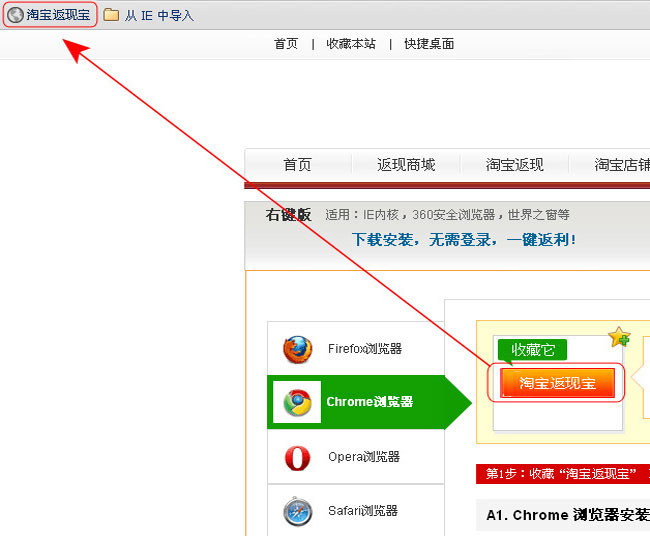 淘宝返现宝 从 IE 中导入
首页 | 收藏本站 | 快捷桌面
首页 返现商城 淘宝返现 淘宝店铺
右键版 适用：IE内核，360安全浏览器，世界之窗等
下载安装，无需登录，一键返利！
Firefox浏览器
Chrome浏览器
Opera浏览器
Safari浏览器
收藏它
淘宝返现宝
第1步：收藏“淘宝返现宝”
A1. Chrome 浏览器安装